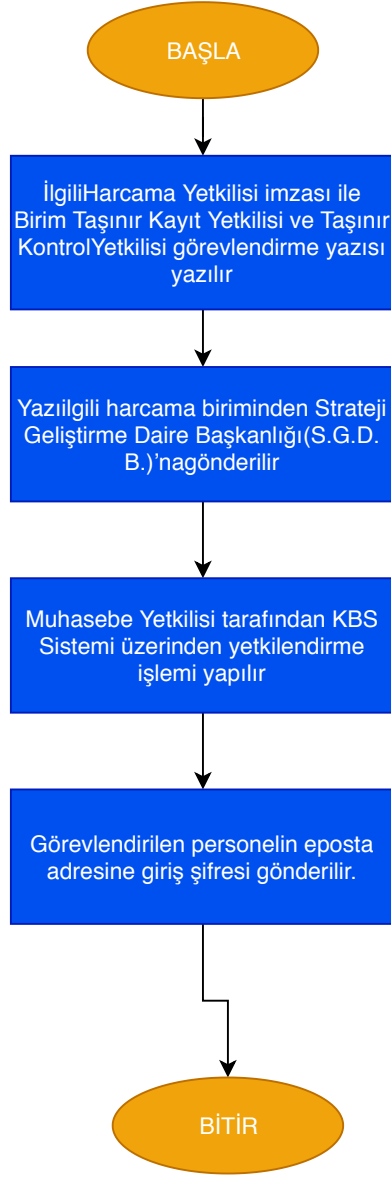 BAŞLA
İlgiliHarcama Yetkilisi imzası ile
Birim Taşınır Kayıt Yetkilisi ve Taşınır
KontrolYetkilisi görevlendirme yazısı
yazılır
Yazıilgili harcama biriminden Strateji
Geliştirme Daire Başkanlığı(S.G.D.
B.)’nagönderilir
Muhasebe Yetkilisi tarafından KBS
Sistemi üzerinden yetkilendirme
işlemi yapılır
Görevlendirilen personelin eposta
adresine giriş şifresi gönderilir.
BİTİR